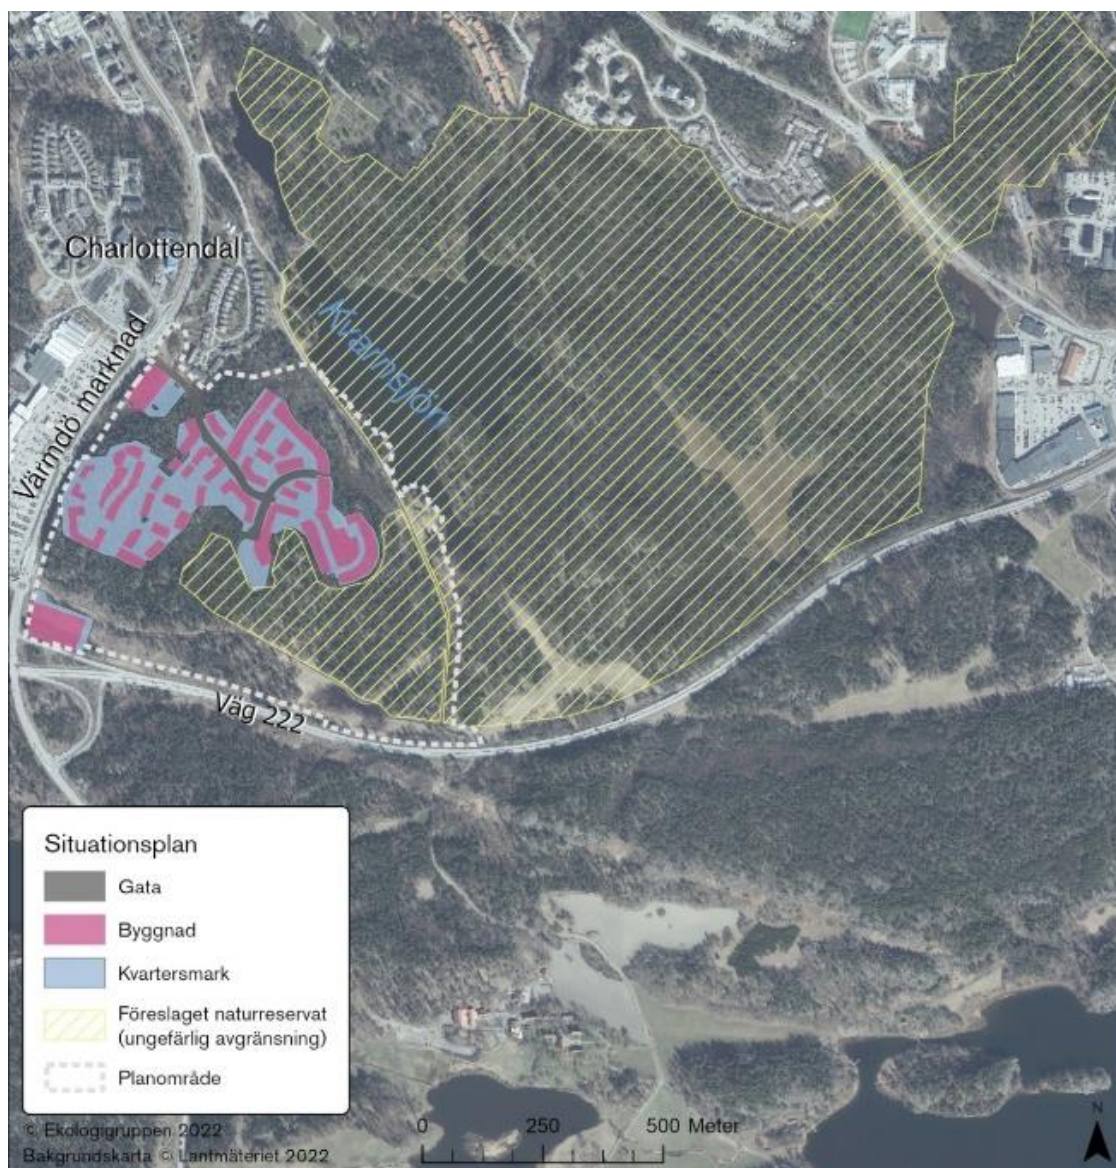 Charlottendal
Kvarnsjön
Värmdö marknad
Väg 222
Situationsplan
Gata
Byggnad
Kvartersmark
Föreslaget naturreservat
(ungefärlig avgränsning)
Planområde
© Ekologigruppen 2022
Bakgrundskarta © Lantmäteriet 2022
0 250 500 Meter
N